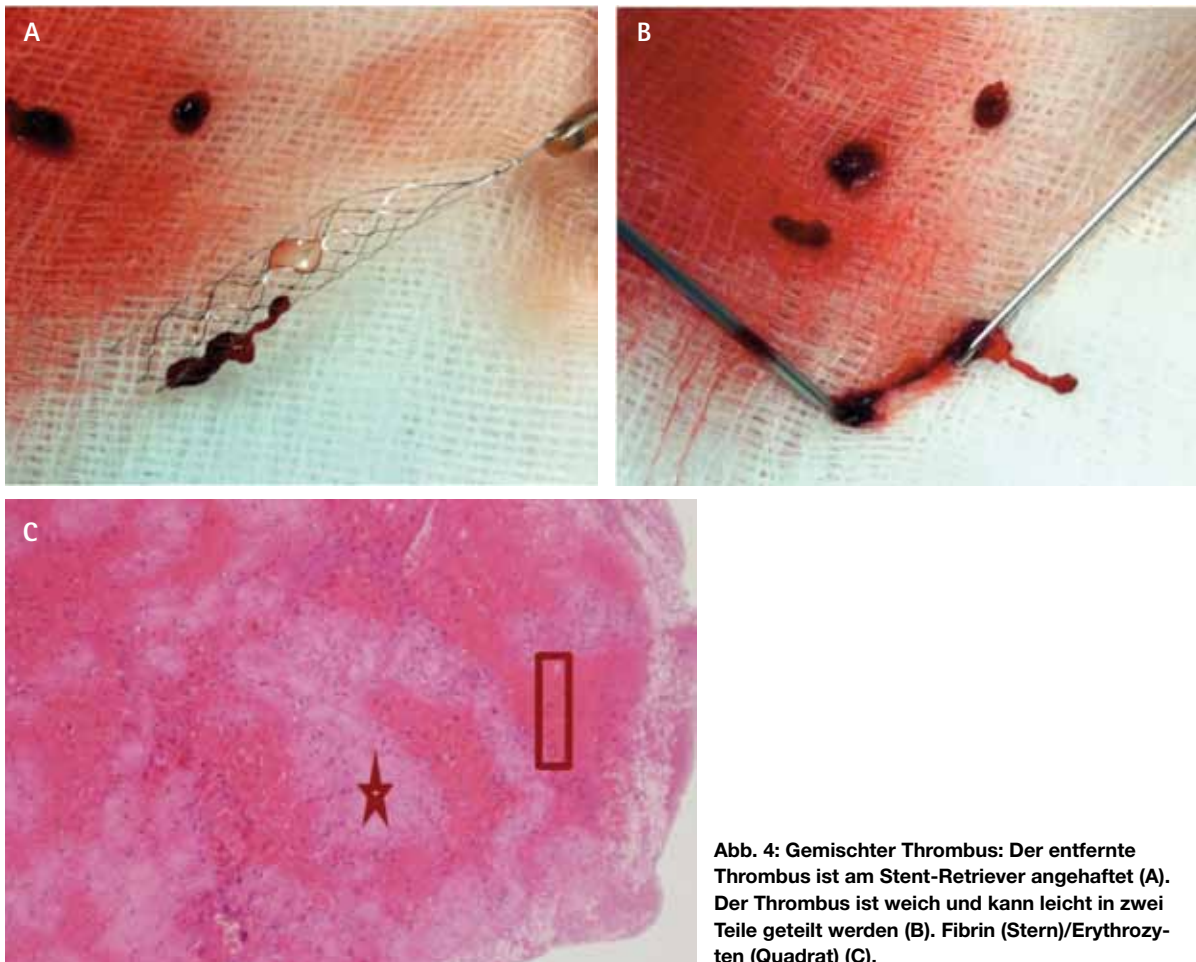 A
B
C
Abb. 4: Gemischter Thrombus: Der entfernte
Thrombus ist am Stent-Retriever angehaftet (A).
Der Thrombus ist weich und kann leicht in zwei
Teile geteilt werden (B). Fibrin (Stern)/Erythrozy-
ten (Quadrat) (C).